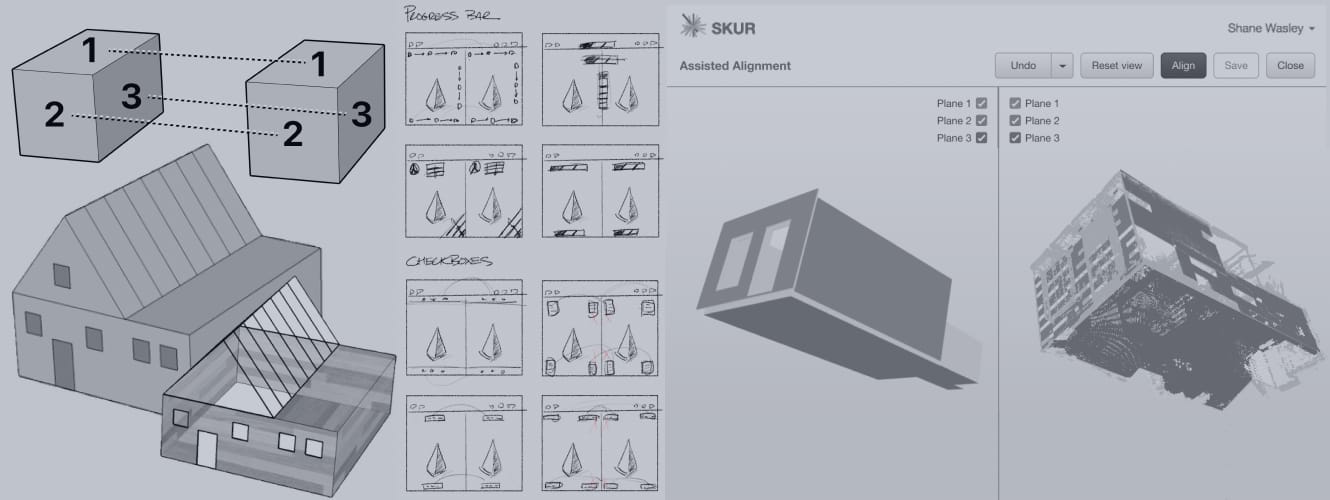 1
1
2
3
2
3
PROGRESS BAR
CHECKBOXES
SKUR
Shane Wasley
Assisted Alignment
Undo
Reset view
Align
Save
Close
Plane 1
Plane 1
Plane 2
Plane 2
Plane 3
Plane 3